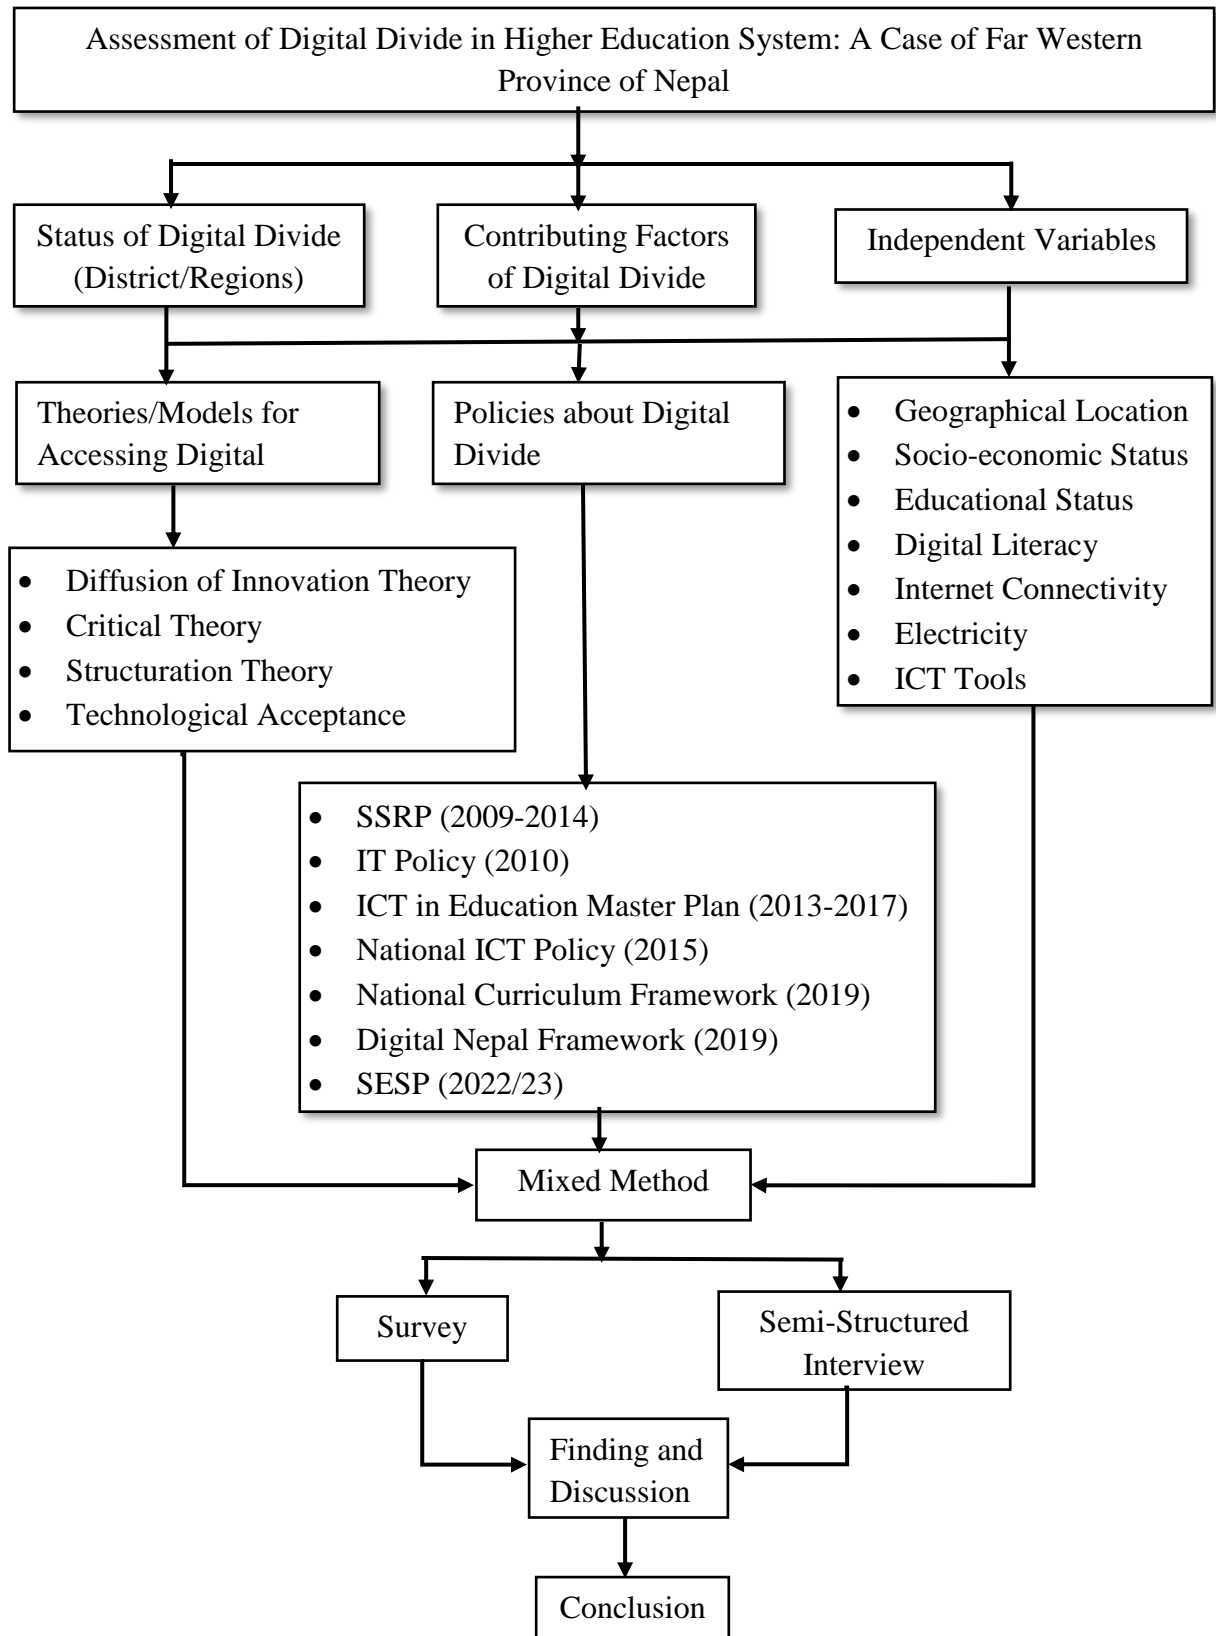 Assessment of Digital Divide in Higher Education System: A Case of Far Western
Province of Nepal
Status of Digital Divide
(District/Regions)
Contributing Factors
of Digital Divide
Independent Variables
Theories/Models for
Accessing Digital
Policies about Digital
Divide
• Geographical Location
• Socio-economic Status
• Educational Status
• Digital Literacy
• Internet Connectivity
• Electricity
• ICT Tools
• Diffusion of Innovation Theory
• Critical Theory
• Structuration Theory
• Technological Acceptance
• SSRP (2009-2014)
• IT Policy (2010)
• ICT in Education Master Plan (2013-2017)
• National ICT Policy (2015)
• National Curriculum Framework (2019)
• Digital Nepal Framework (2019)
• SESP (2022/23)
Mixed Method
Survey
Semi-Structured
Interview
Finding and
Discussion
Conclusion